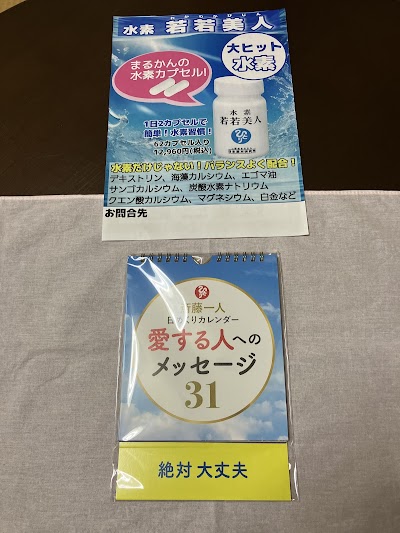 水素 若若美人
大ヒット
水素
まるかんの
水素カプセル!
水素
若若美人
1日2カプセルで
簡単!水素習慣!
62カプセル入り
12,960円(税込)
水素だけじゃない!バランスよく配合!
デキストリン、海藻カルシウム、エゴマ油
サンゴカルシウム、炭酸水素ナトリウム
クエン酸カルシウム、マグネシウム、白金など
お問合先
斎藤一人
日めくりカレンダー
愛する人への
メッセージ
31
絶対大丈夫